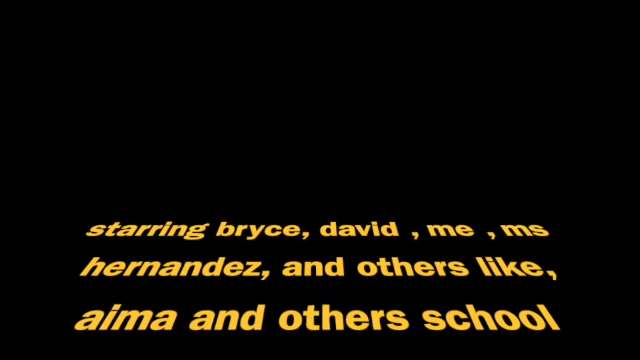 starring bryce, david , me , ms
hernandez, and others like,
aima and others school